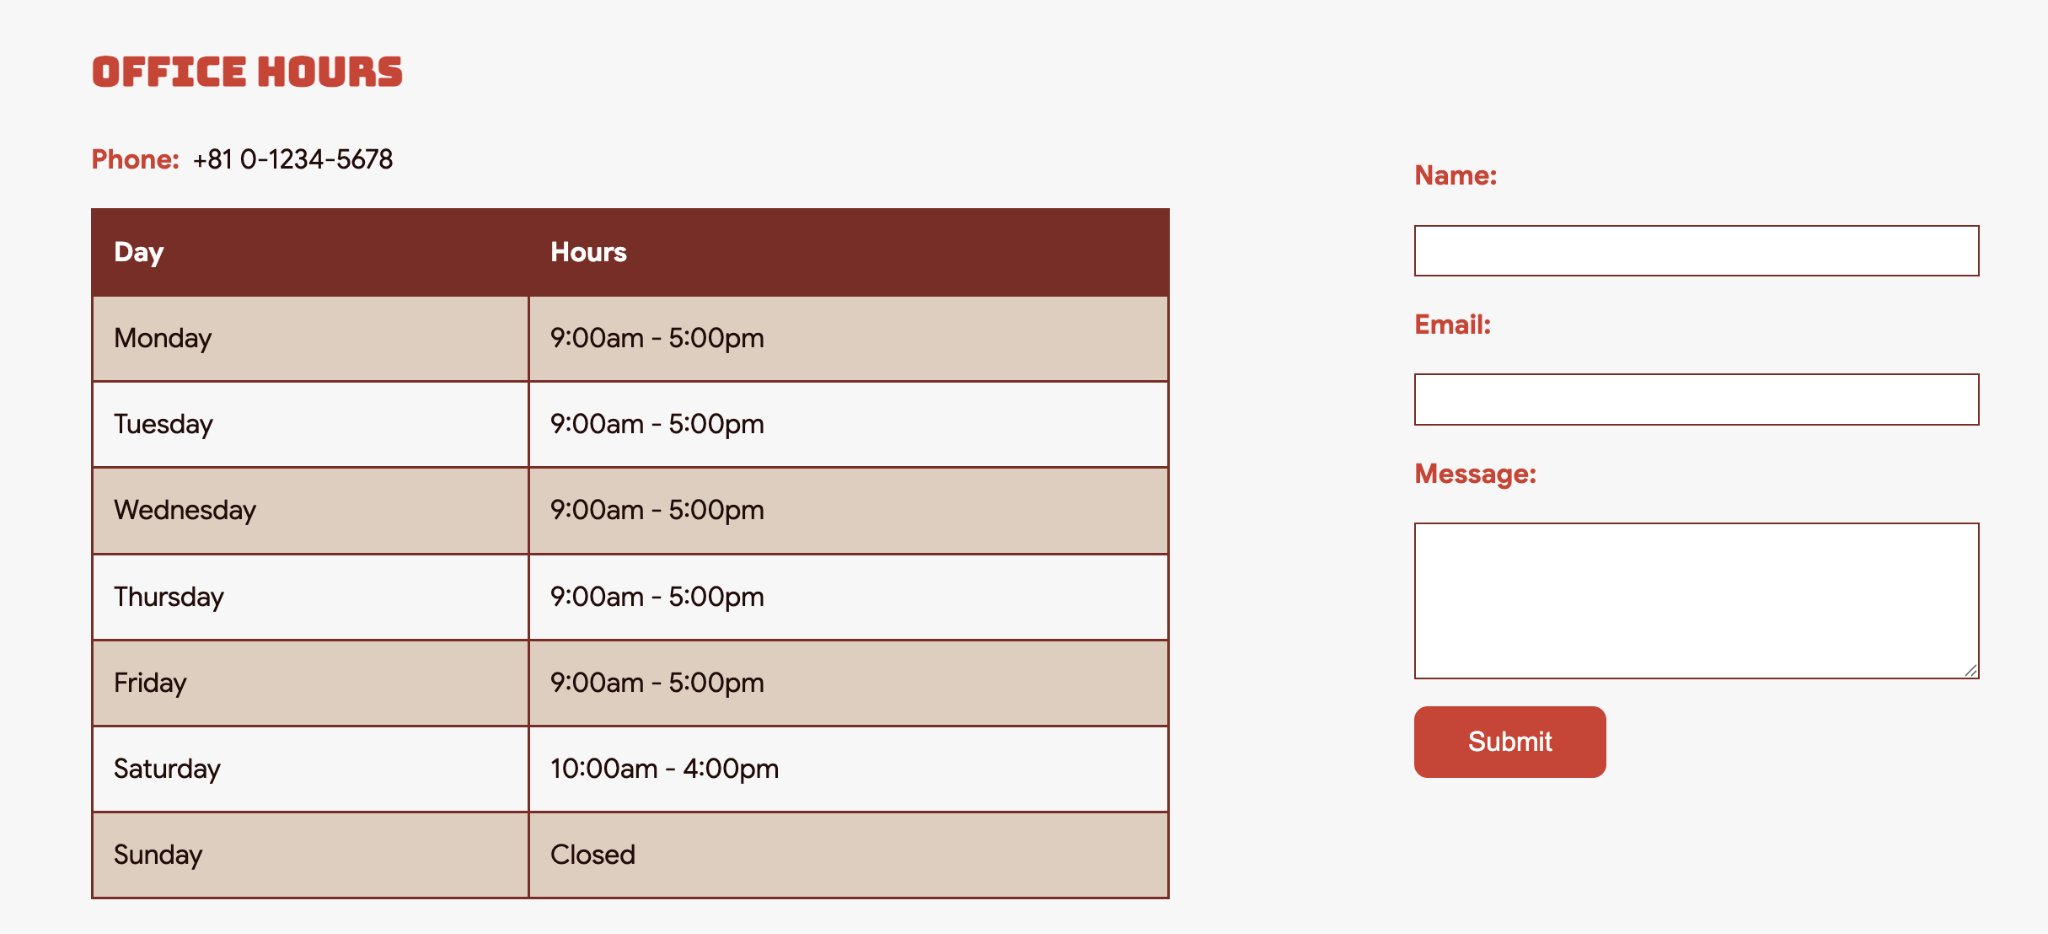 OFFICE HOURS
Phone: +81 0-1234-5678
Day Hours
Monday 9:00am - 5:00pm
Tuesday 9:00am - 5:00pm
Wednesday 9:00am - 5:00pm
Thursday 9:00am - 5:00pm
Friday 9:00am - 5:00pm
Saturday 10:00am - 4:00pm
Sunday Closed
Name:
Email:
Message:
Submit